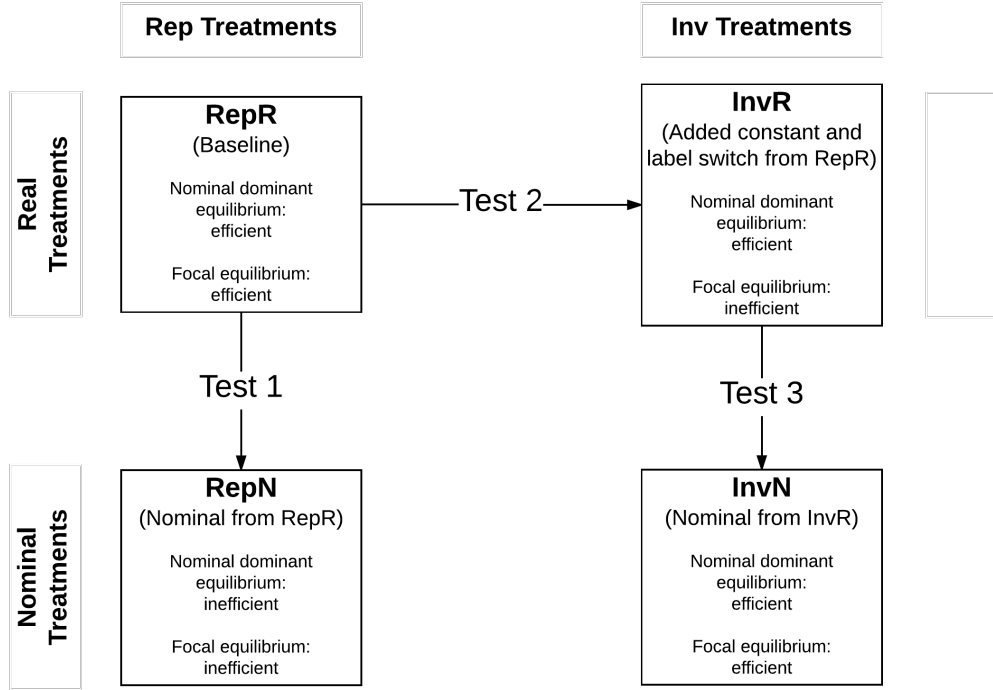 Rep Treatments
Inv Treatments
Real
Treatments
RepR
(Baseline)
Nominal dominant
equilibrium:
efficient
Focal equilibrium:
efficient
Test 2
InvR
(Added constant and
label switch from RepR)
Nominal dominant
equilibrium:
efficient
Focal equilibrium:
inefficient
Test 1
Test 3
Nominal
Treatments
RepN
(Nominal from RepR)
Nominal dominant
equilibrium:
inefficient
Focal equilibrium:
inefficient
InvN
(Nominal from InvR)
Nominal dominant
equilibrium:
efficient
Focal equilibrium:
efficient